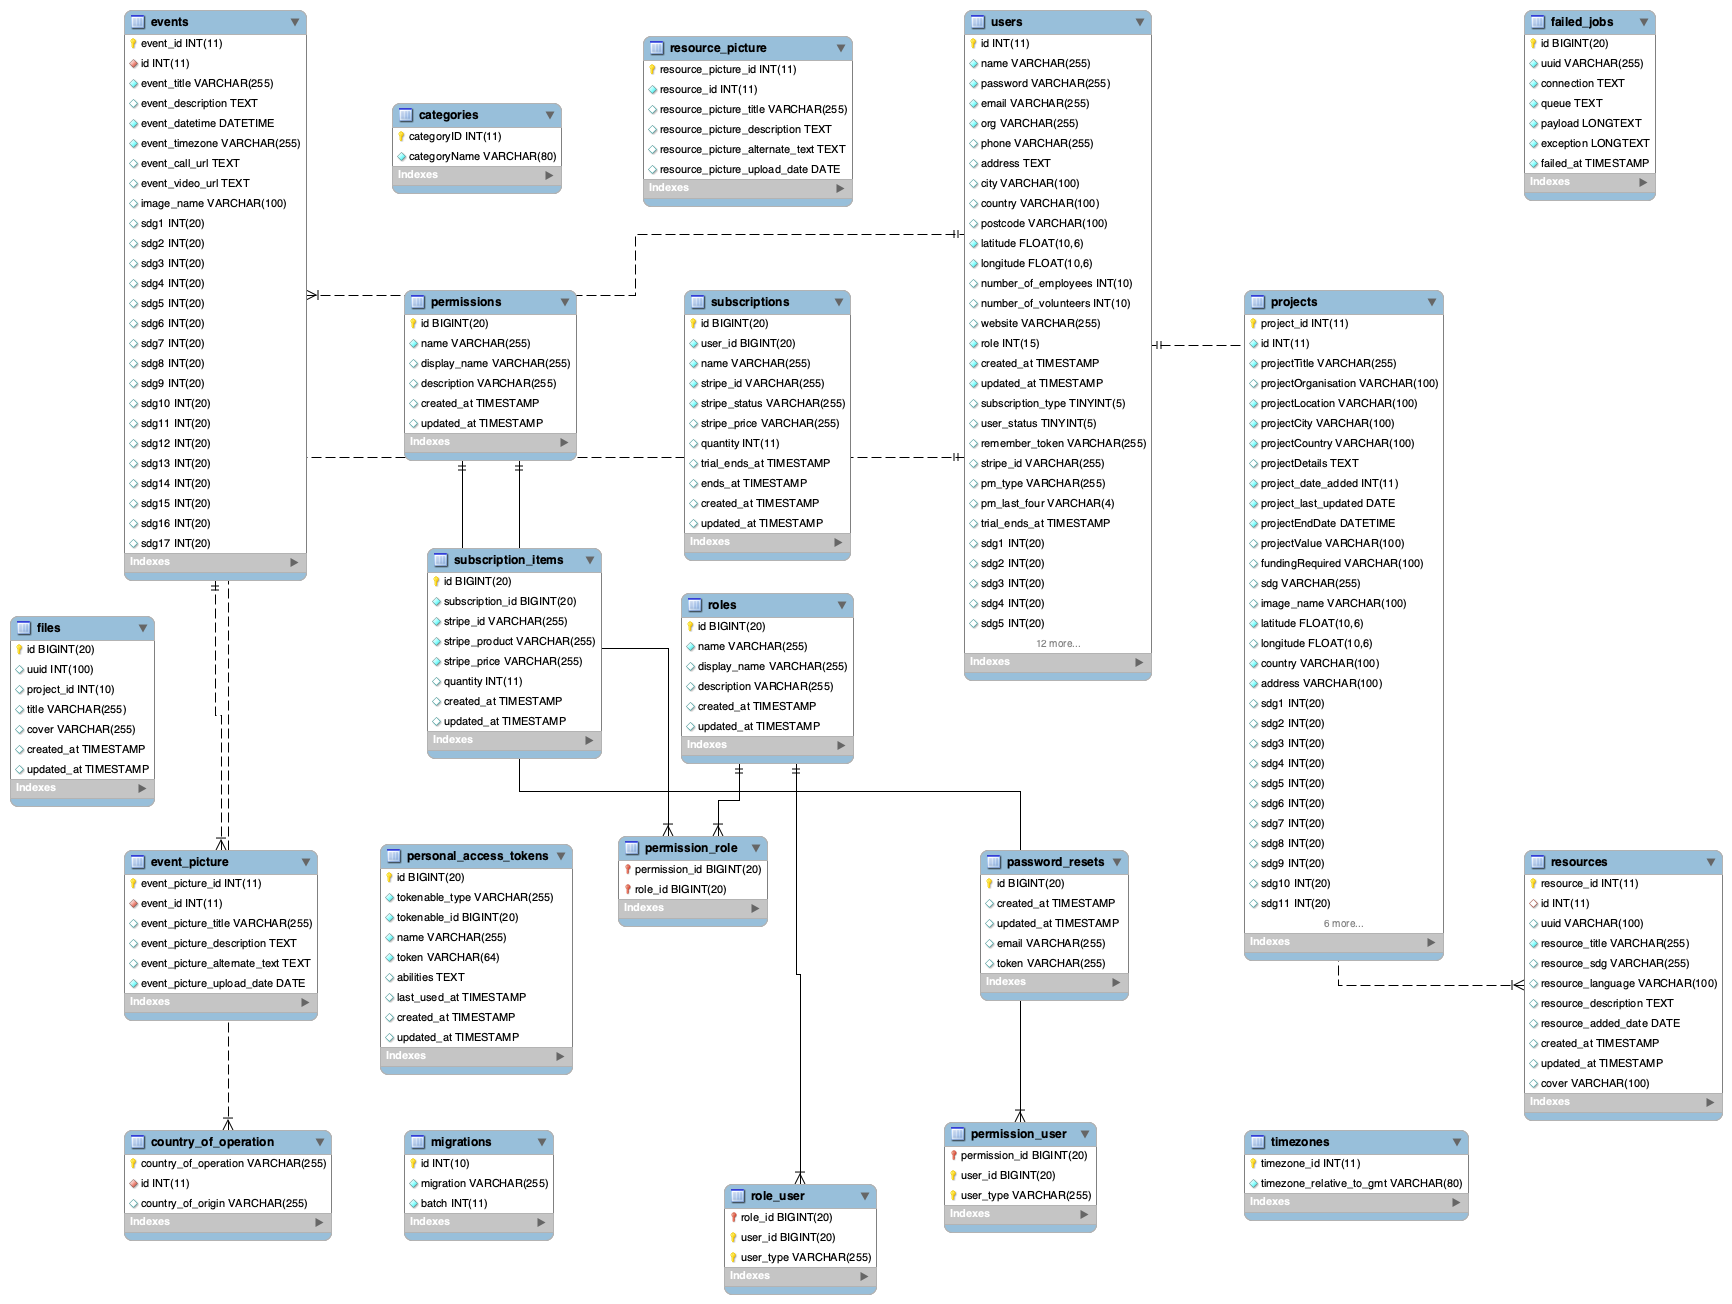 events
event_id INT(11)
id INT(11)
event_title VARCHAR(255)
event_description TEXT
event_datetime DATETIME
event_timezone VARCHAR(255)
event_call_url TEXT
event_video_url TEXT
image_name VARCHAR(100)
sdg1 INT(20)
sdg2 INT(20)
sdg3 INT(20)
sdg4 INT(20)
sdg5 INT(20)
sdg6 INT(20)
sdg7 INT(20)
sdg8 INT(20)
sdg9 INT(20)
sdg10 INT(20)
sdg11 INT(20)
sdg12 INT(20)
sdg13 INT(20)
sdg14 INT(20)
sdg15 INT(20)
sdg16 INT(20)
sdg17 INT(20)
Indexes
categories
categoryID INT(11)
categoryName VARCHAR(80)
Indexes
resource_picture
resource_picture_id INT(11)
resource_id INT(11)
resource_picture_title VARCHAR(255)
resource_picture_description TEXT
resource_picture_alternate_text TEXT
resource_picture_upload_date DATE
Indexes
users
id INT(11)
name VARCHAR(255)
password VARCHAR(255)
email VARCHAR(255)
org VARCHAR(255)
phone VARCHAR(255)
address TEXT
city VARCHAR(100)
country VARCHAR(100)
postcode VARCHAR(100)
latitude FLOAT(10,6)
longitude FLOAT(10,6)
number_of_employees INT(10)
number_of_volunteers INT(10)
website VARCHAR(255)
role INT(15)
created_at TIMESTAMP
updated_at TIMESTAMP
subscription_type TINYINT(5)
user_status TINYINT(5)
remember_token VARCHAR(255)
stripe_id VARCHAR(255)
pm_type VARCHAR(255)
pm_last_four VARCHAR(4)
trial_ends_at TIMESTAMP
sdg1 INT(20)
sdg2 INT(20)
sdg3 INT(20)
sdg4 INT(20)
sdg5 INT(20)
12 more...
Indexes
failed_jobs
id BIGINT(20)
uuid VARCHAR(255)
connection TEXT
queue TEXT
payload LONGTEXT
exception LONGTEXT
failed_at TIMESTAMP
Indexes
permissions
id BIGINT(20)
name VARCHAR(255)
display_name VARCHAR(255)
description VARCHAR(255)
created_at TIMESTAMP
updated_at TIMESTAMP
Indexes
subscriptions
id BIGINT(20)
user_id BIGINT(20)
name VARCHAR(255)
stripe_id VARCHAR(255)
stripe_status VARCHAR(255)
stripe_price VARCHAR(255)
quantity INT(11)
trial_ends_at TIMESTAMP
ends_at TIMESTAMP
created_at TIMESTAMP
updated_at TIMESTAMP
Indexes
projects
project_id INT(11)
id INT(11)
projectTitle VARCHAR(255)
projectOrganisation VARCHAR(100)
projectLocation VARCHAR(100)
projectCity VARCHAR(100)
projectCountry VARCHAR(100)
projectDetails TEXT
project_date_added INT(11)
project_last_updated DATE
projectEndDate DATETIME
projectValue VARCHAR(100)
fundingRequired VARCHAR(100)
sdg VARCHAR(255)
image_name VARCHAR(100)
latitude FLOAT(10,6)
longitude FLOAT(10,6)
country VARCHAR(100)
address VARCHAR(100)
sdg1 INT(20)
sdg2 INT(20)
sdg3 INT(20)
sdg4 INT(20)
sdg5 INT(20)
sdg6 INT(20)
sdg7 INT(20)
sdg8 INT(20)
sdg9 INT(20)
sdg10 INT(20)
sdg11 INT(20)
6 more...
Indexes
subscription_items
id BIGINT(20)
subscription_id BIGINT(20)
stripe_id VARCHAR(255)
stripe_product VARCHAR(255)
stripe_price VARCHAR(255)
quantity INT(11)
created_at TIMESTAMP
updated_at TIMESTAMP
Indexes
roles
id BIGINT(20)
name VARCHAR(255)
display_name VARCHAR(255)
description VARCHAR(255)
created_at TIMESTAMP
updated_at TIMESTAMP
Indexes
files
id BIGINT(20)
uuid INT(100)
project_id INT(10)
title VARCHAR(255)
cover VARCHAR(255)
created_at TIMESTAMP
updated_at TIMESTAMP
Indexes
event_picture
event_picture_id INT(11)
event_id INT(11)
event_picture_title VARCHAR(255)
event_picture_description TEXT
event_picture_alternate_text TEXT
event_picture_upload_date DATE
Indexes
personal_access_tokens
id BIGINT(20)
tokenable_type VARCHAR(255)
tokenable_id BIGINT(20)
name VARCHAR(255)
token VARCHAR(64)
abilities TEXT
last_used_at TIMESTAMP
created_at TIMESTAMP
updated_at TIMESTAMP
Indexes
permission_role
permission_id BIGINT(20)
role_id BIGINT(20)
Indexes
password_resets
id BIGINT(20)
created_at TIMESTAMP
updated_at TIMESTAMP
email VARCHAR(255)
token VARCHAR(255)
Indexes
resources
resource_id INT(11)
id INT(11)
uuid VARCHAR(100)
resource_title VARCHAR(255)
resource_sdg VARCHAR(255)
resource_language VARCHAR(100)
resource_description TEXT
resource_added_date DATE
created_at TIMESTAMP
updated_at TIMESTAMP
cover VARCHAR(100)
Indexes
country_of_operation
country_of_operation VARCHAR(255)
id INT(11)
country_of_origin VARCHAR(255)
Indexes
migrations
id INT(10)
migration VARCHAR(255)
batch INT(11)
Indexes
role_user
role_id BIGINT(20)
user_id BIGINT(20)
user_type VARCHAR(255)
Indexes
permission_user
permission_id BIGINT(20)
user_id BIGINT(20)
user_type VARCHAR(255)
Indexes
timezones
timezone_id INT(11)
timezone_relative_to_gmt VARCHAR(80)
Indexes